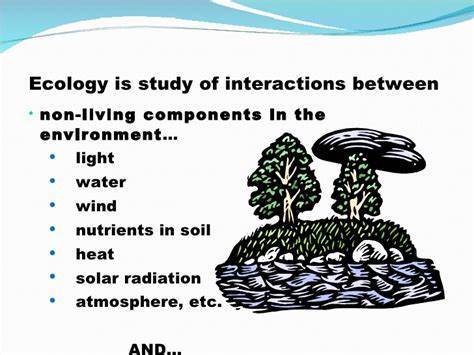 Ecology is study of interactions between
• non-living components in the
environment…
• light
• water
• wind
• nutrients in soil
• heat
• solar radiation
• atmosphere, etc.
AND…